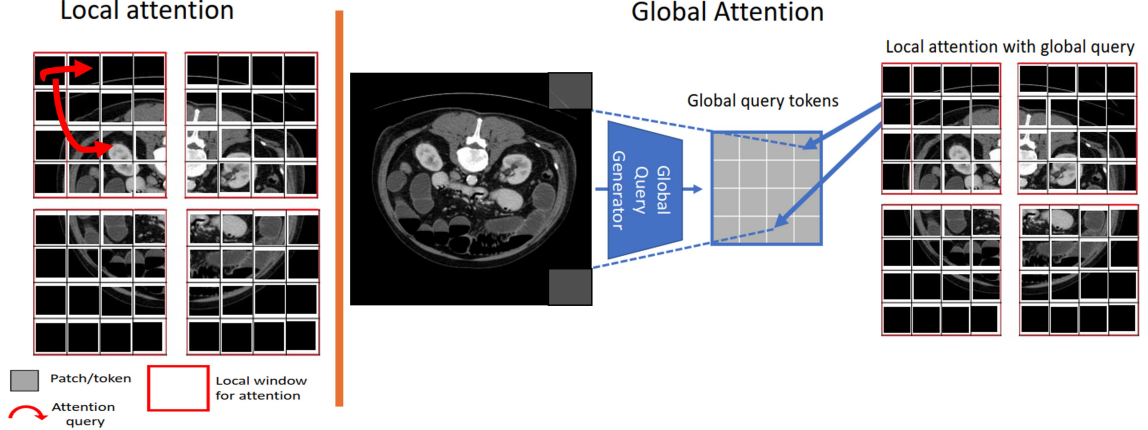 Local attention
Global Attention
Local attention with global query
Global query tokens
Global
Query
Generator
Patch/token
Attention
query
Local window
for attention